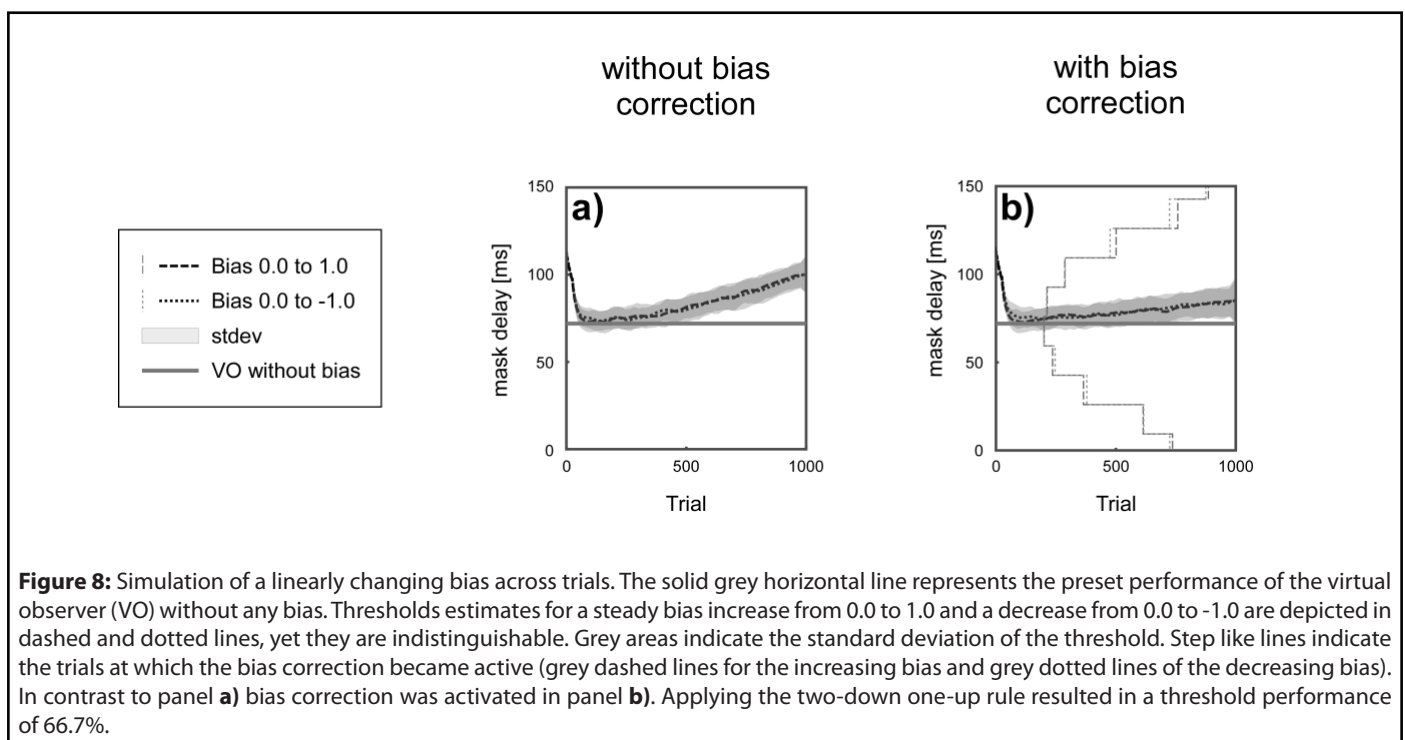 without bias
correction
with bias
correction
Bias 0.0 to 1.0
Bias 0.0 to -1.0
stdev
VO without bias
a)
mask delay [ms]
150
100
50
0
0
500
1000
Trial
b)
mask delay [ms]
150
100
50
0
0
500
1000
Trial
Figure 8: Simulation of a linearly changing bias across trials. The solid grey horizontal line represents the preset performance of the virtual
observer (VO) without any bias. Thresholds estimates for a steady bias increase from 0.0 to 1.0 and a decrease from 0.0 to -1.0 are depicted in
dashed and dotted lines, yet they are indistinguishable. Grey areas indicate the standard deviation of the threshold. Step like lines indicate
the trials at which the bias correction became active (grey dashed lines for the increasing bias and grey dotted lines of the decreasing bias).
In contrast to panel a) bias correction was activated in panel b). Applying the two-down one-up rule resulted in a threshold performance
of 66.7%.